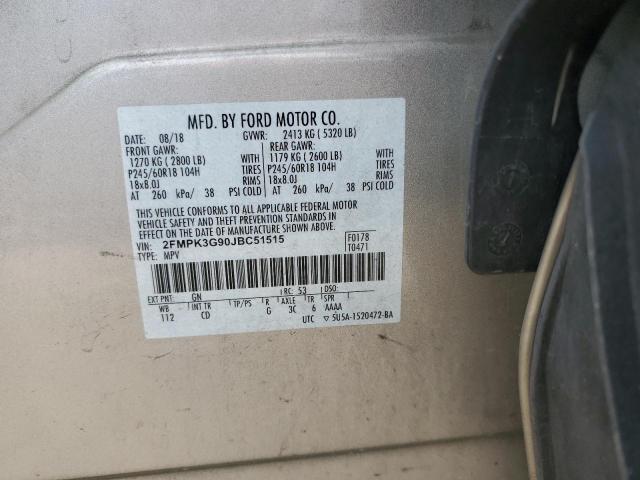 MFD. BY FORD MOTOR CO.
DATE: 08/18 GVWR: 2413 KG ( 5320 LB)
FRONT GAWR: REAR GAWR:
1270 KG ( 2800 LB) WITH 1179 KG ( 2600 LB) WITH
P245/60R18 104H TIRES P245/60R18 104H TIRES
18x8.0J RIMS 18x8.0J RIMS
AT 260 kPa/ 38 PSI COLD AT 260 kPa/ 38 PSI COLD
THIS VEHICLE CONFORMS TO ALL APPLICABLE FEDERAL MOTOR
VEHICLE SAFETY AND THEFT PREVENTION STANDARDS IN
EFFECT ON THE DATE OF MANUFACTURE SHOWN ABOVE.
VIN: 2FMPK3G90JBC51515 F0178
TYPE: MPV T0471
EXT PNT: GN RC: 53 DSO:
WB INT TR TP/PS R AXLE TR SPR
112 CD G 3C 6 AAAA
UTC ▽ 5U5A-1520472-BA